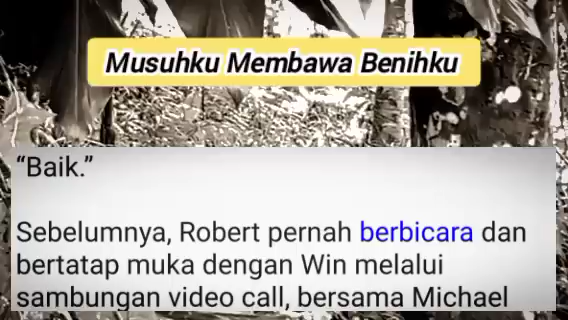 Musuhku Membawa Benihku
“Baik.”
Sebelumnya, Robert pernah berbicara dan
bertatap muka dengan Win melalui
sambungan video call, bersama Michael